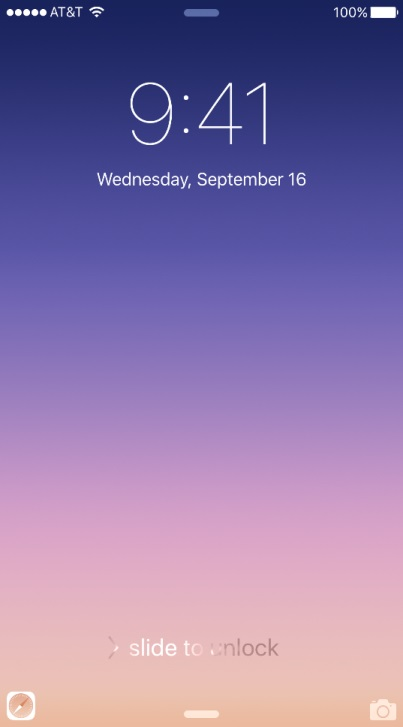 AT&T 100%
9:41
Wednesday, September 16
slide to unlock